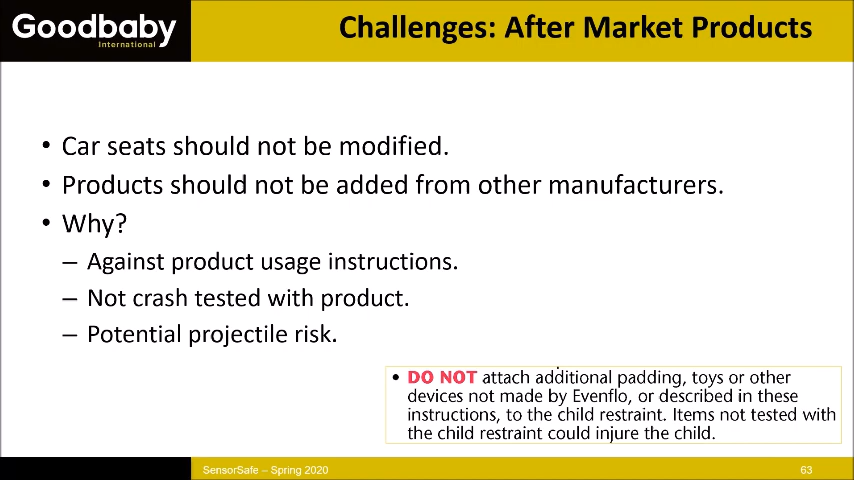 Goodbaby
International
Challenges: After Market Products
• Car seats should not be modified.
• Products should not be added from other manufacturers.
• Why?
– Against product usage instructions.
– Not crash tested with product.
– Potential projectile risk.
• DO NOT attach additional padding, toys or other
devices not made by Evenflo, or described in these
instructions, to the child restraint. Items not tested with
the child restraint could injure the child.
SensorSafe – Spring 2020
63